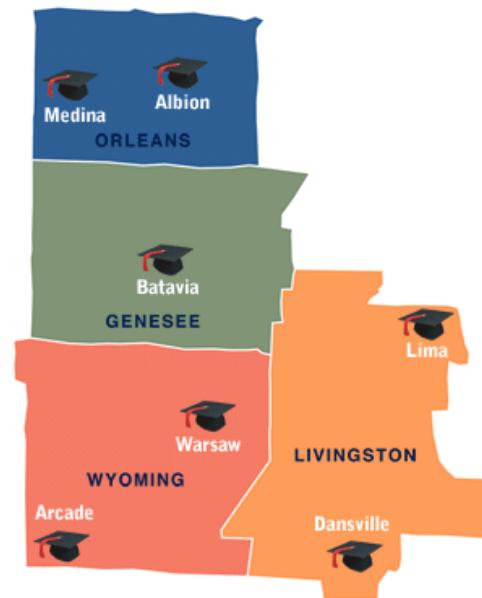 Medina
Albion
ORLEANS
Batavia
GENESEE
Lima
Warsaw
LIVINGSTON
WYOMING
Arcade
Dansville